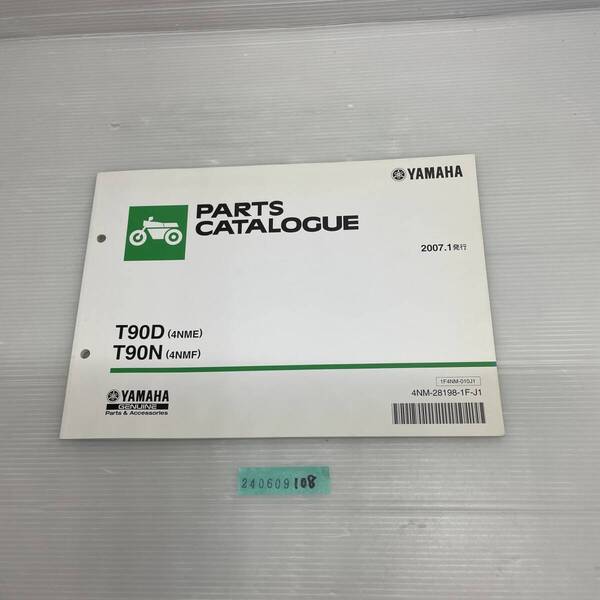 YAMAHA
PARTS
CATALOGUE
2007.1発行
T90D (4NME)
T90N (4NMF)
1F4NM-010J1
4NM-28198-1F-J1
YAMAHA
GENUINE
Parts & Accessories
240609108